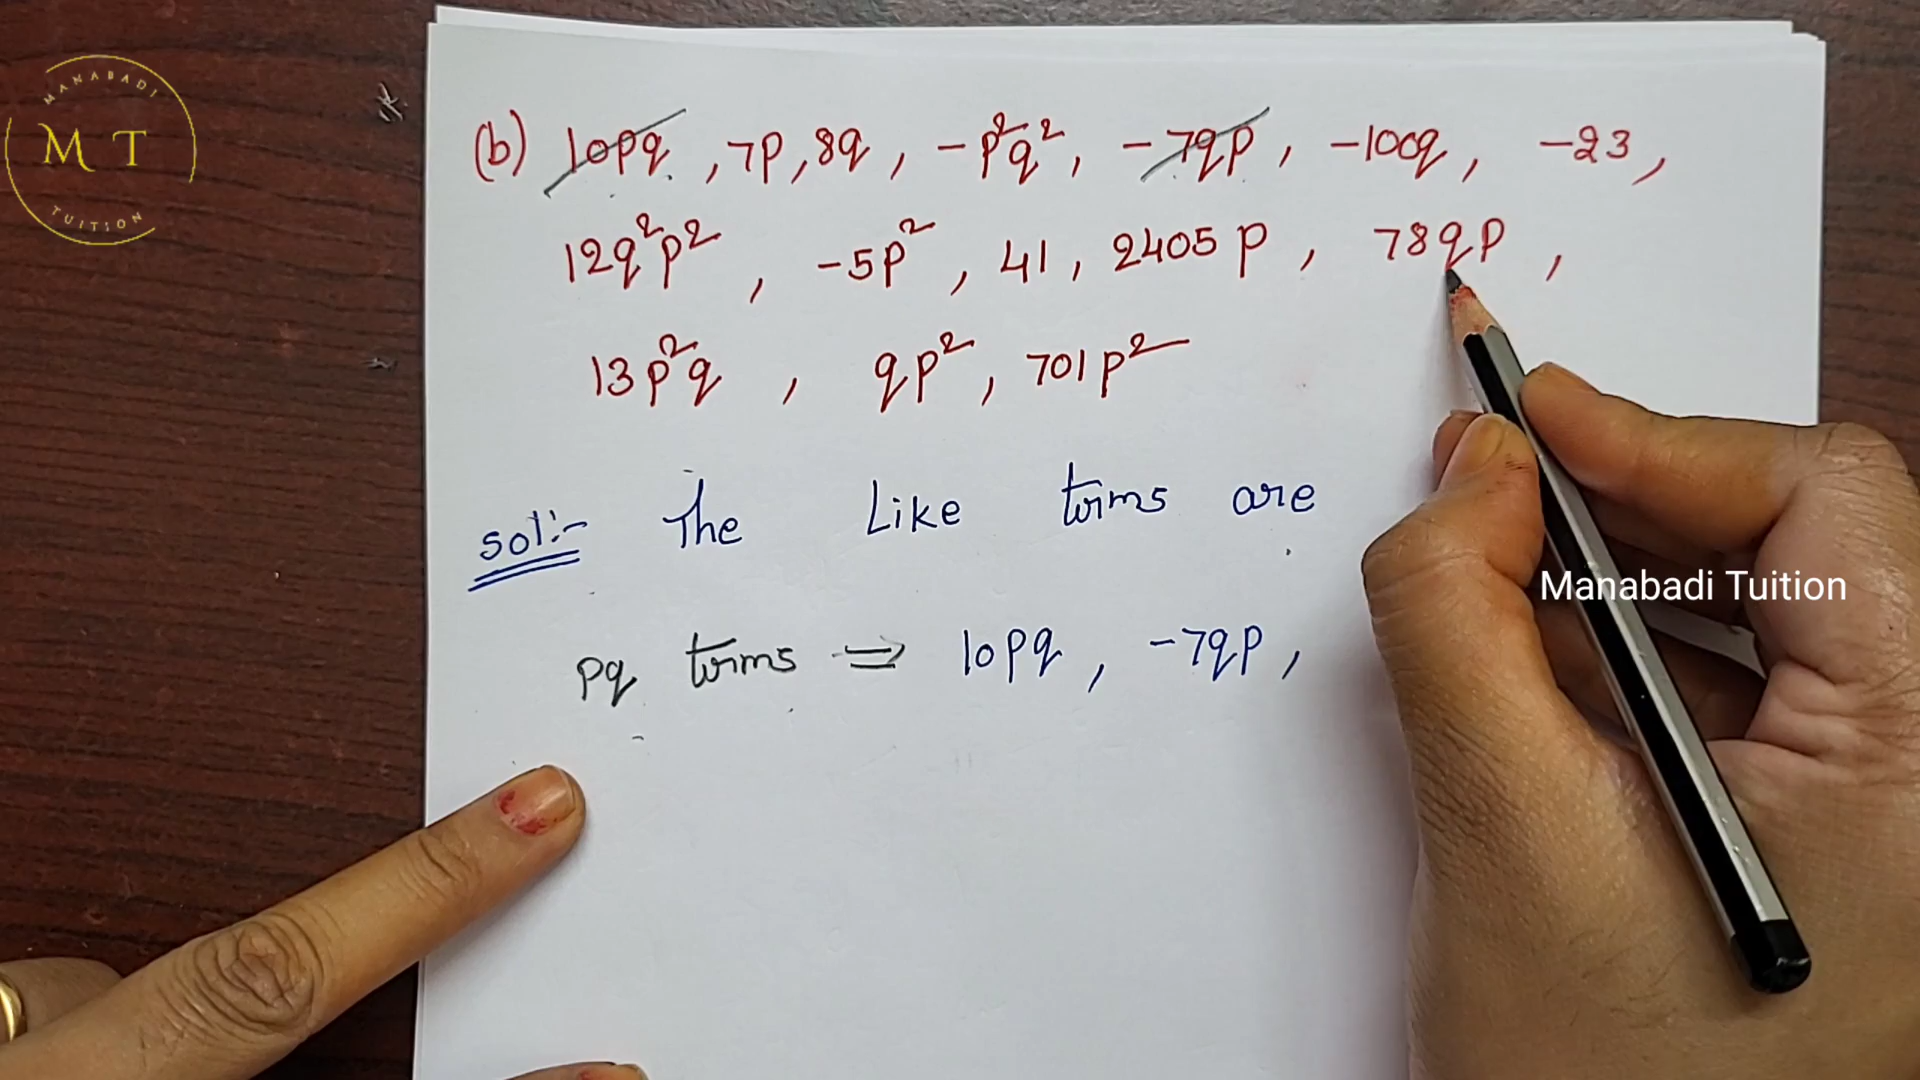 MANABADI
M T
TUITION
(b) 10pq, 7p, 8q, -p²q², -7qp, -100q, -23,
12q²p², -5p², 41, 2405p, 78qp,
13p²q, qp², 701p²
Sol:- The Like terms are
Manabadi Tuition
pq terms ⇒ 10pq, -7qp,